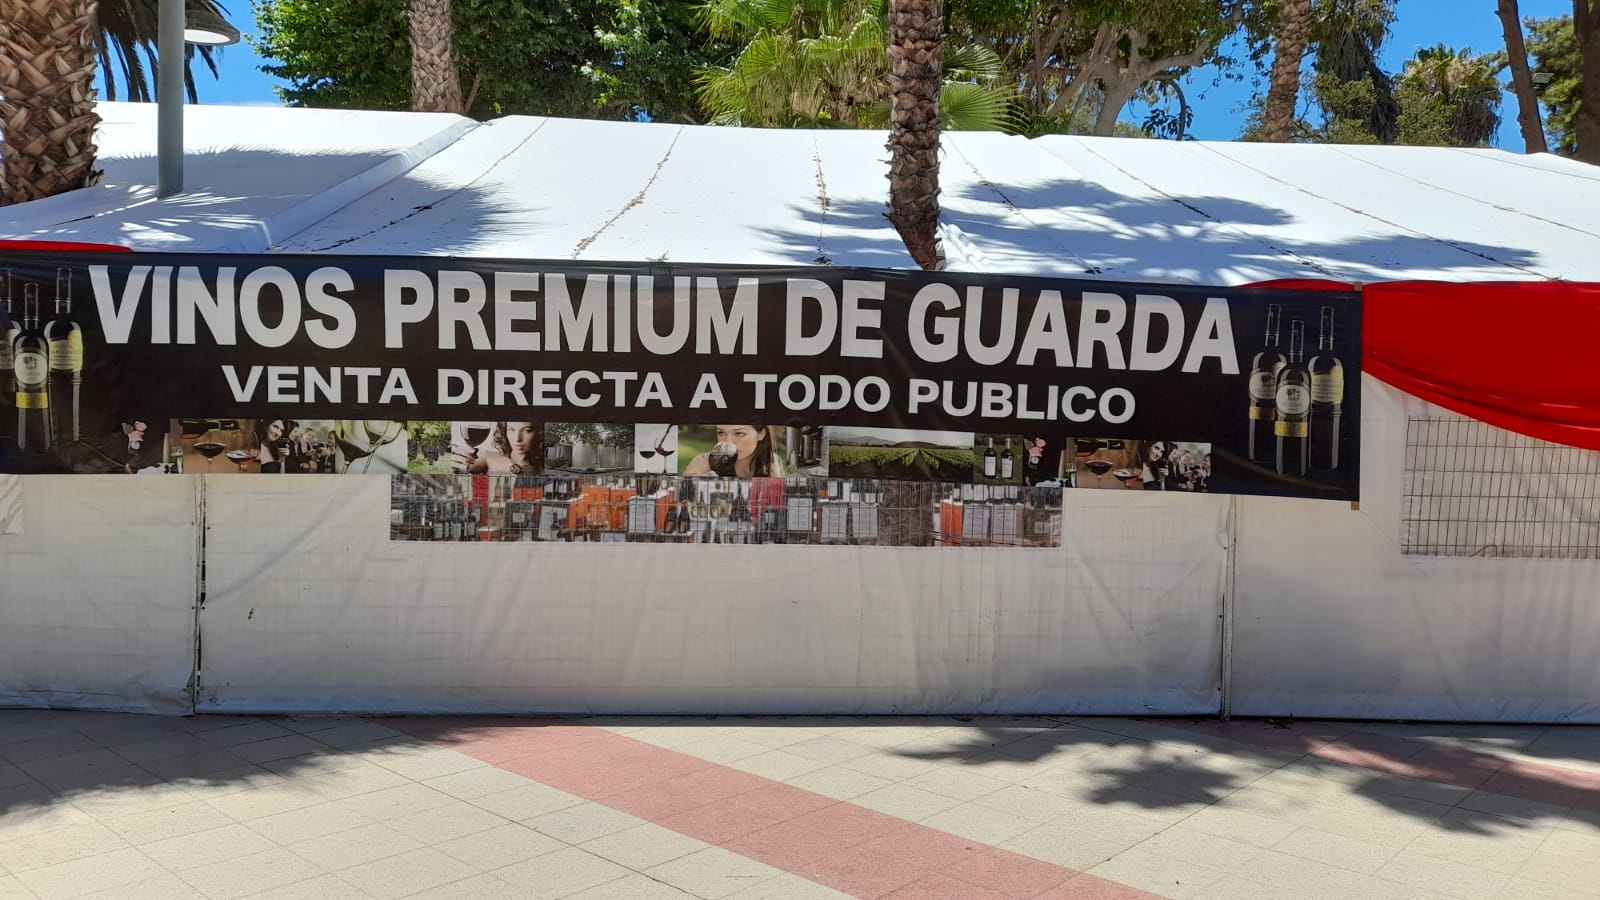 VINOS PREMIUM DE GUARDA
VENTA DIRECTA A TODO PUBLICO